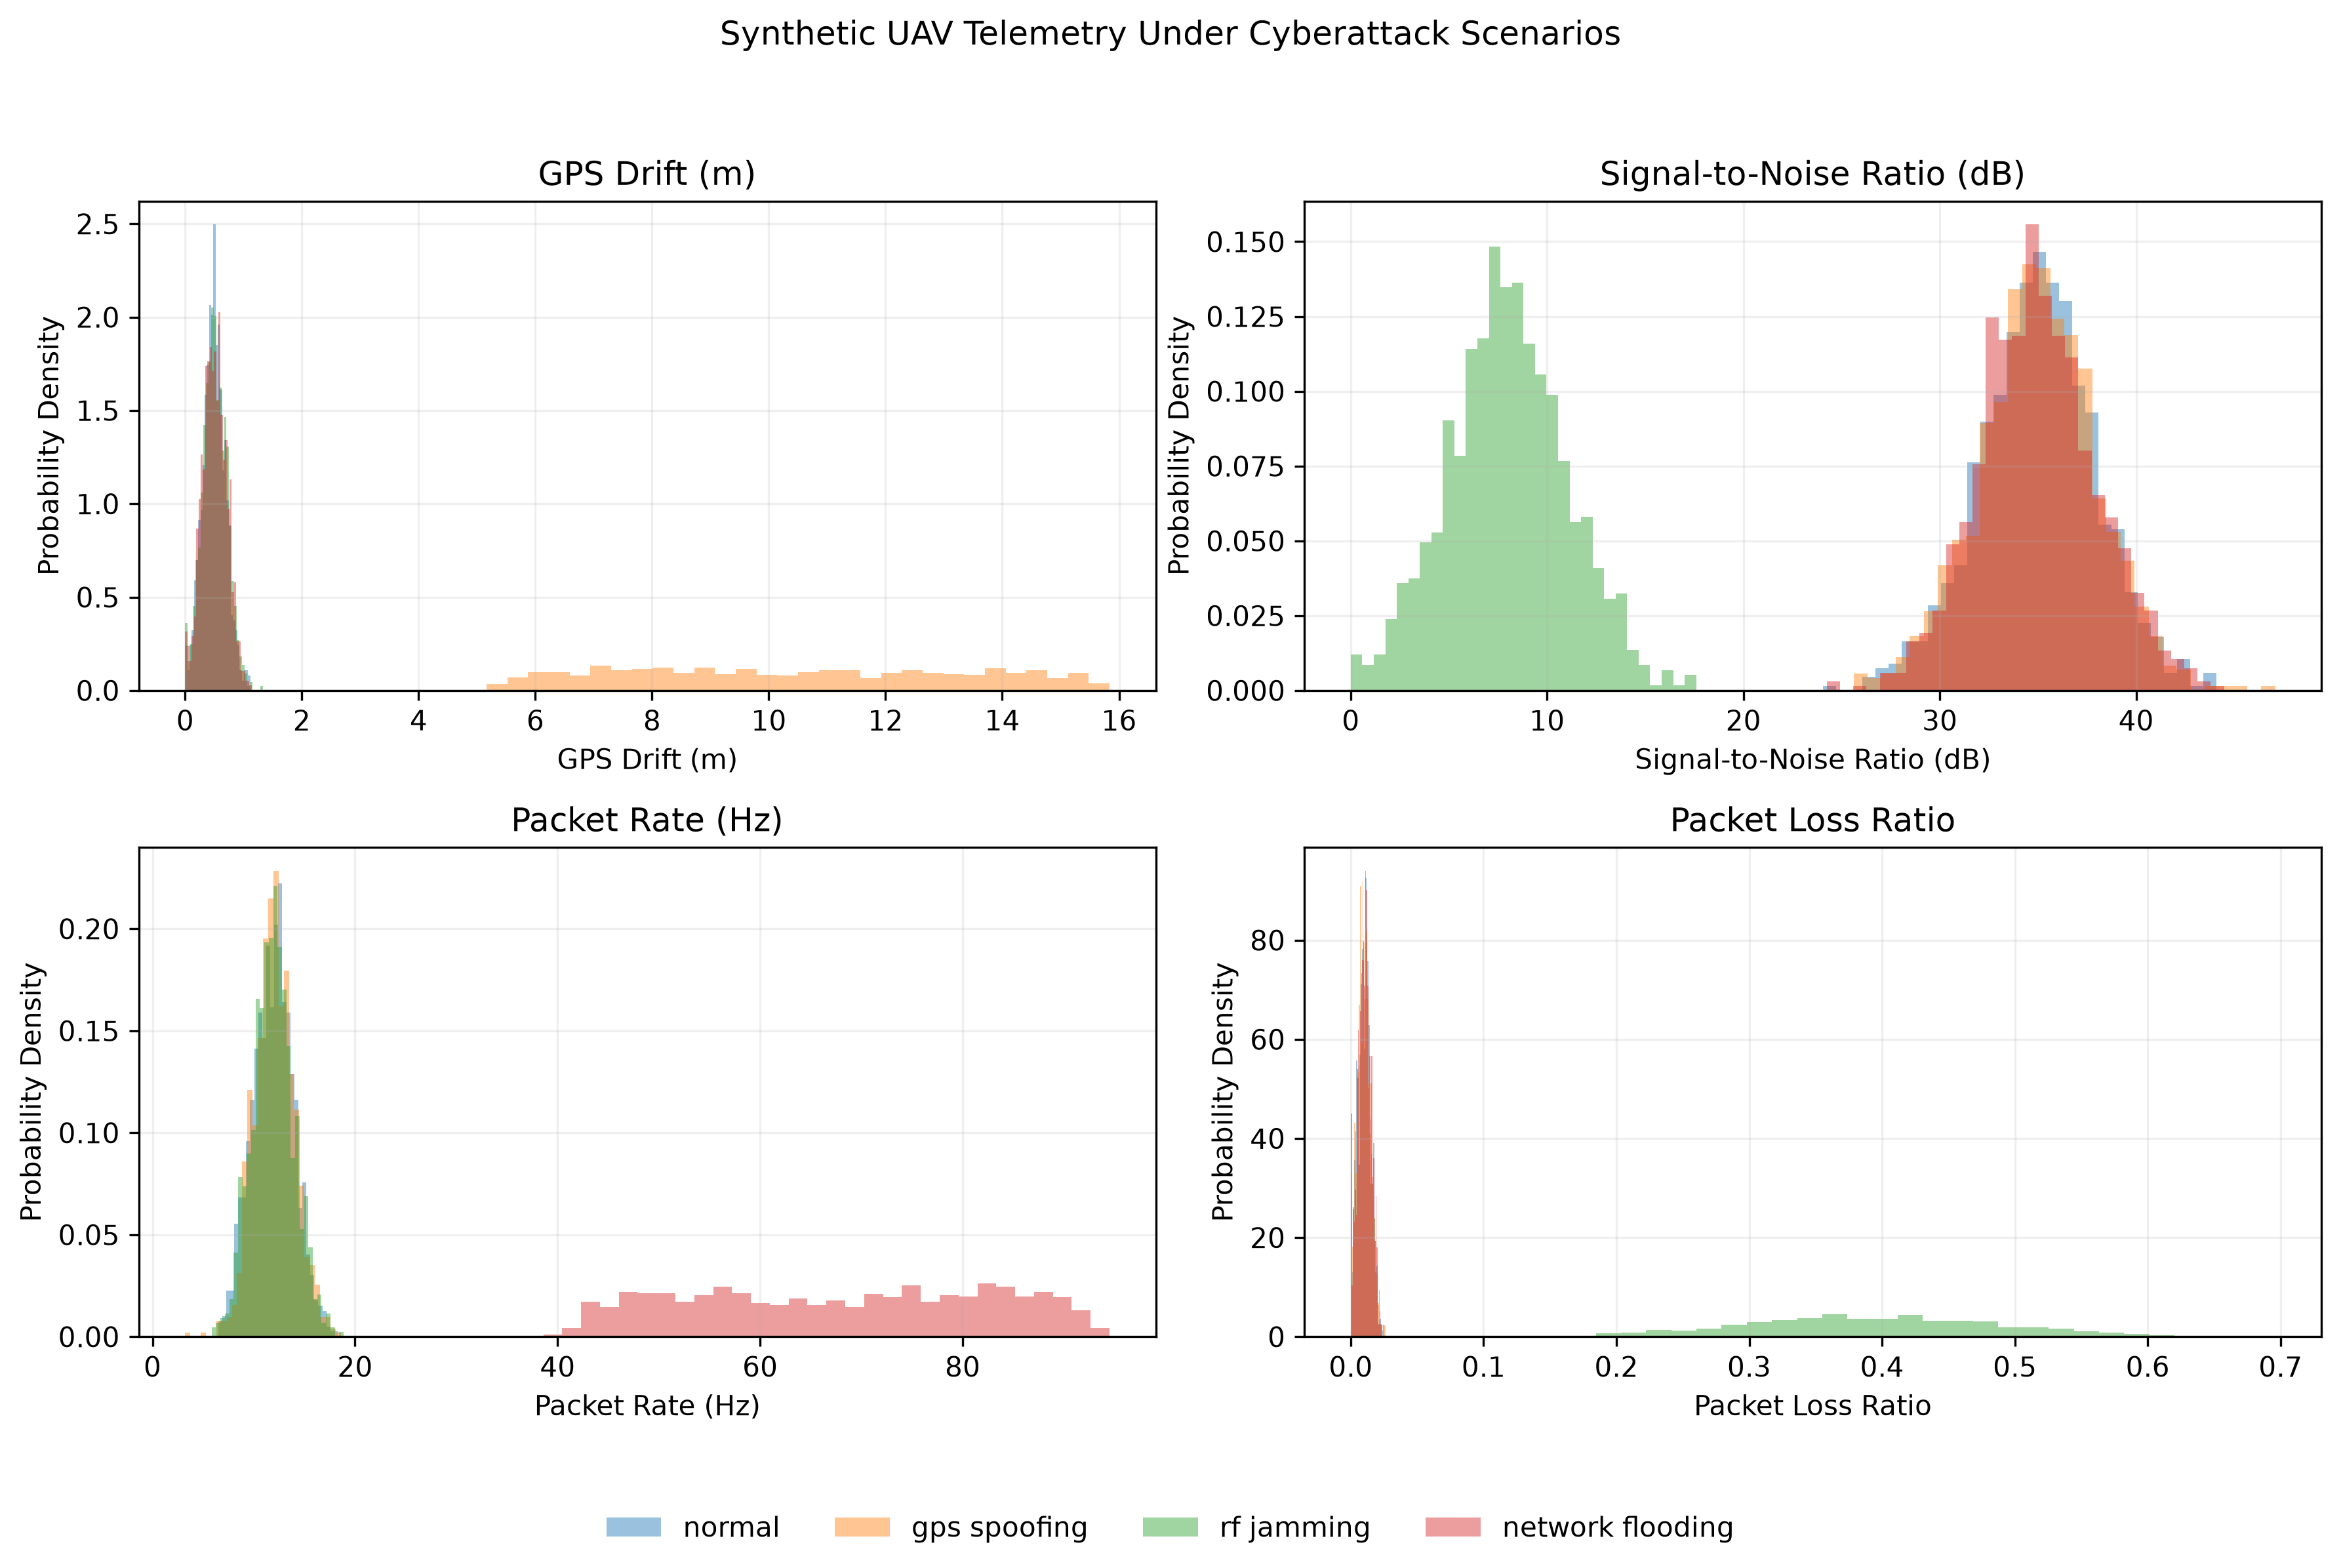 Synthetic UAV Telemetry Under Cyberattack Scenarios
GPS Drift (m)
Probability Density
2.5
2.0
1.5
1.0
0.5
0.0
0 2 4 6 8 10 12 14 16
GPS Drift (m)
Signal-to-Noise Ratio (dB)
Probability Density
0.150
0.125
0.100
0.075
0.050
0.025
0.000
0 10 20 30 40
Signal-to-Noise Ratio (dB)
Packet Rate (Hz)
Probability Density
0.20
0.15
0.10
0.05
0.00
0 20 40 60 80
Packet Rate (Hz)
Packet Loss Ratio
Probability Density
80
60
40
20
0
0.0 0.1 0.2 0.3 0.4 0.5 0.6 0.7
Packet Loss Ratio
normal gps spoofing rf jamming network flooding